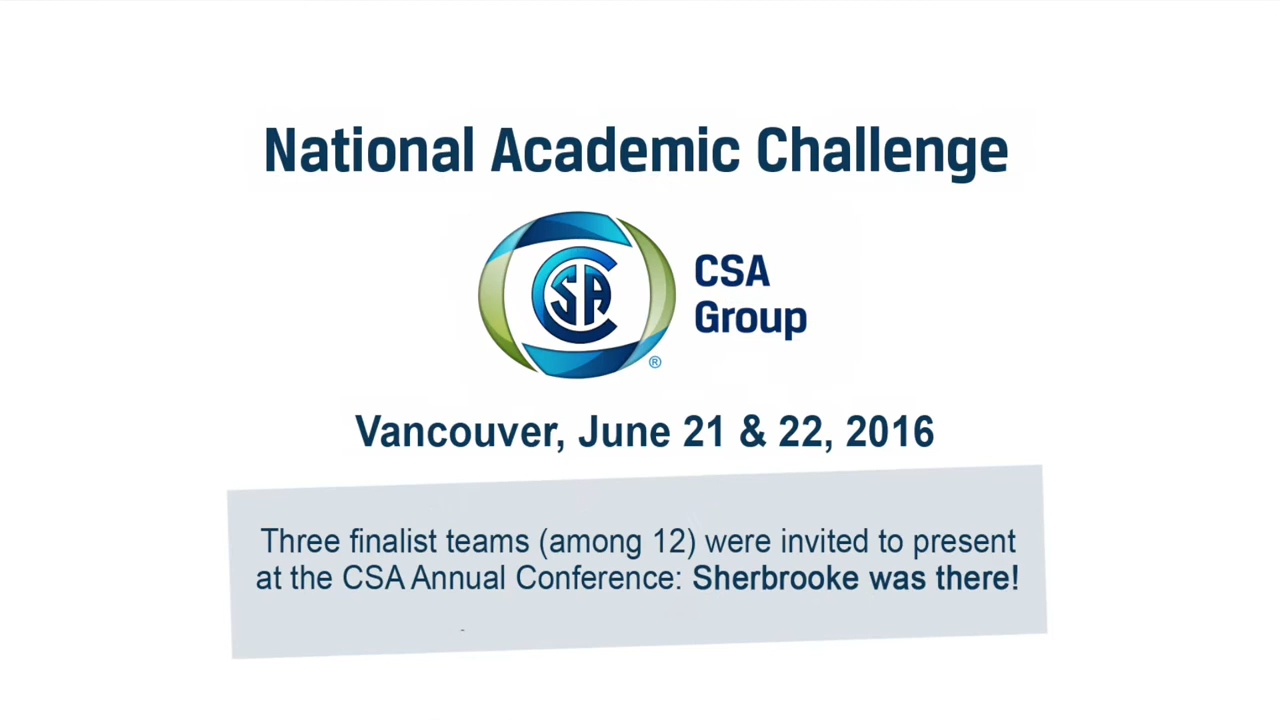 National Academic Challenge
CSA
CSA
Group
®
Vancouver, June 21 & 22, 2016
Three finalist teams (among 12) were invited to present
at the CSA Annual Conference: Sherbrooke was there!